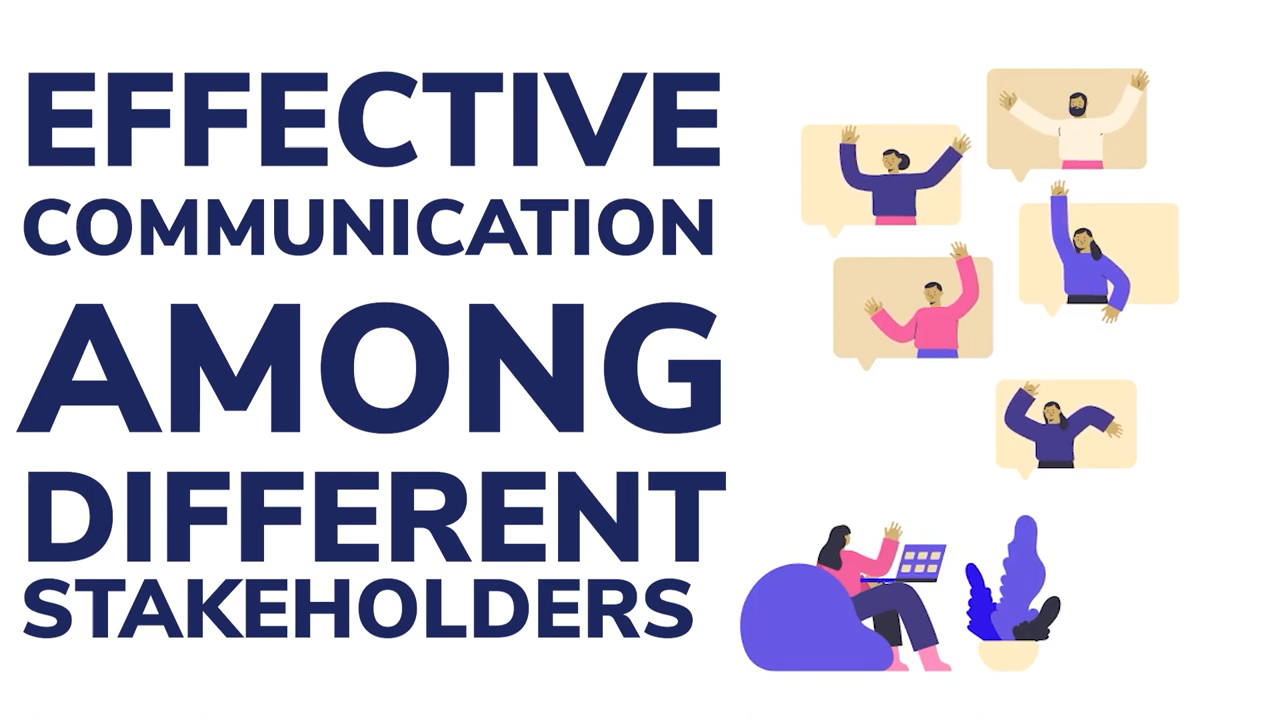 EFFECTIVE
COMMUNICATION
AMONG
DIFFERENT
STAKEHOLDERS